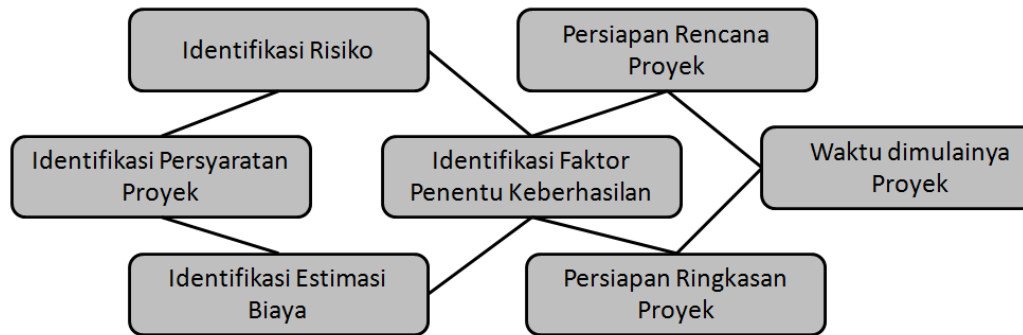 Identifikasi Risiko
Persiapan Rencana
Proyek
Identifikasi Persyaratan
Proyek
Identifikasi Faktor
Penentu Keberhasilan
Waktu dimulainya
Proyek
Identifikasi Estimasi
Biaya
Persiapan Ringkasan
Proyek